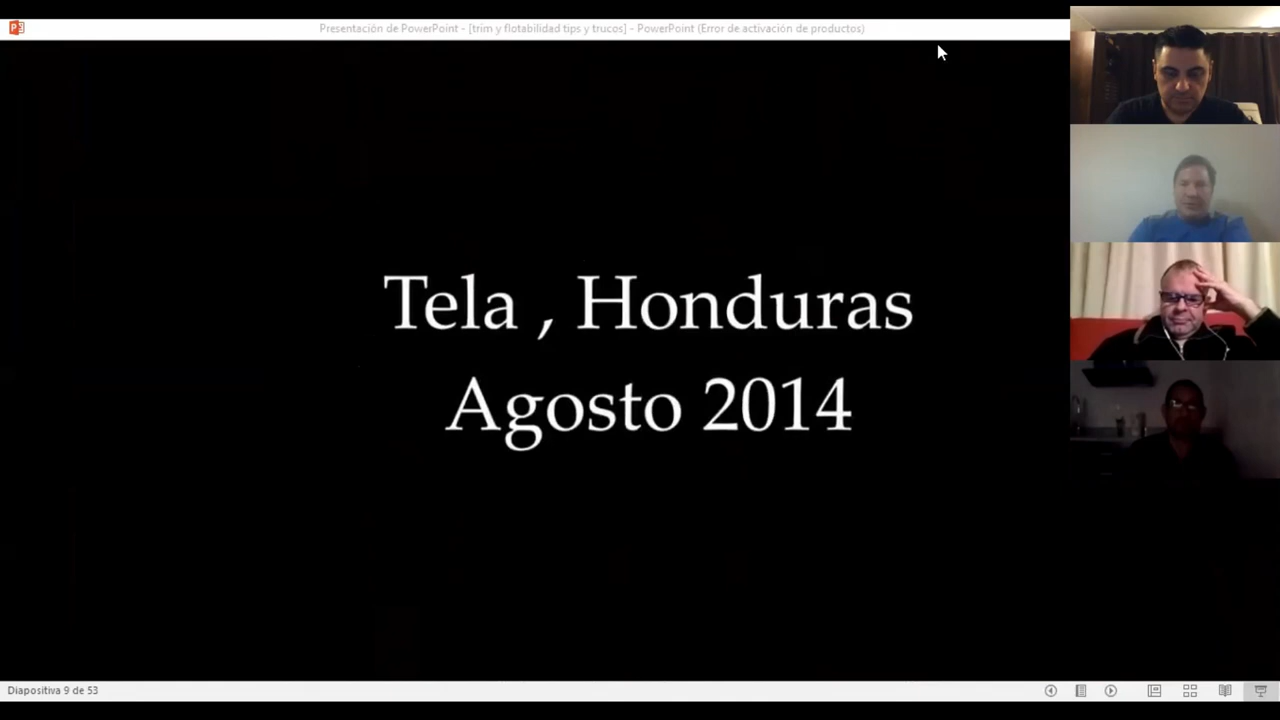 Presentación de PowerPoint - [trim y flotabilidad tips y trucos] - PowerPoint (Error de activación de productos)
Tela , Honduras
Agosto 2014
Diapositiva 9 de 53